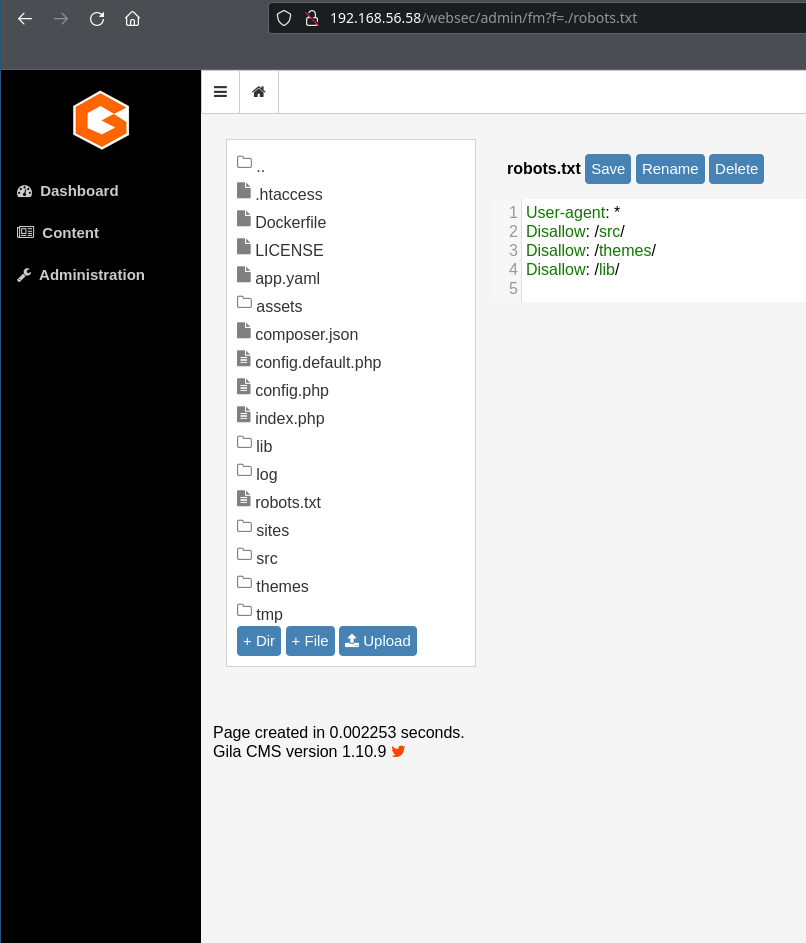 192.168.56.58/websec/admin/fm?f=./robots.txt
Dashboard
Content
Administration
..
.htaccess
Dockerfile
LICENSE
app.yaml
assets
composer.json
config.default.php
config.php
index.php
lib
log
robots.txt
sites
src
themes
tmp
+ Dir + File Upload
robots.txt Save Rename Delete
1 User-agent: *
2 Disallow: /src/
3 Disallow: /themes/
4 Disallow: /lib/
5
Page created in 0.002253 seconds.
Gila CMS version 1.10.9